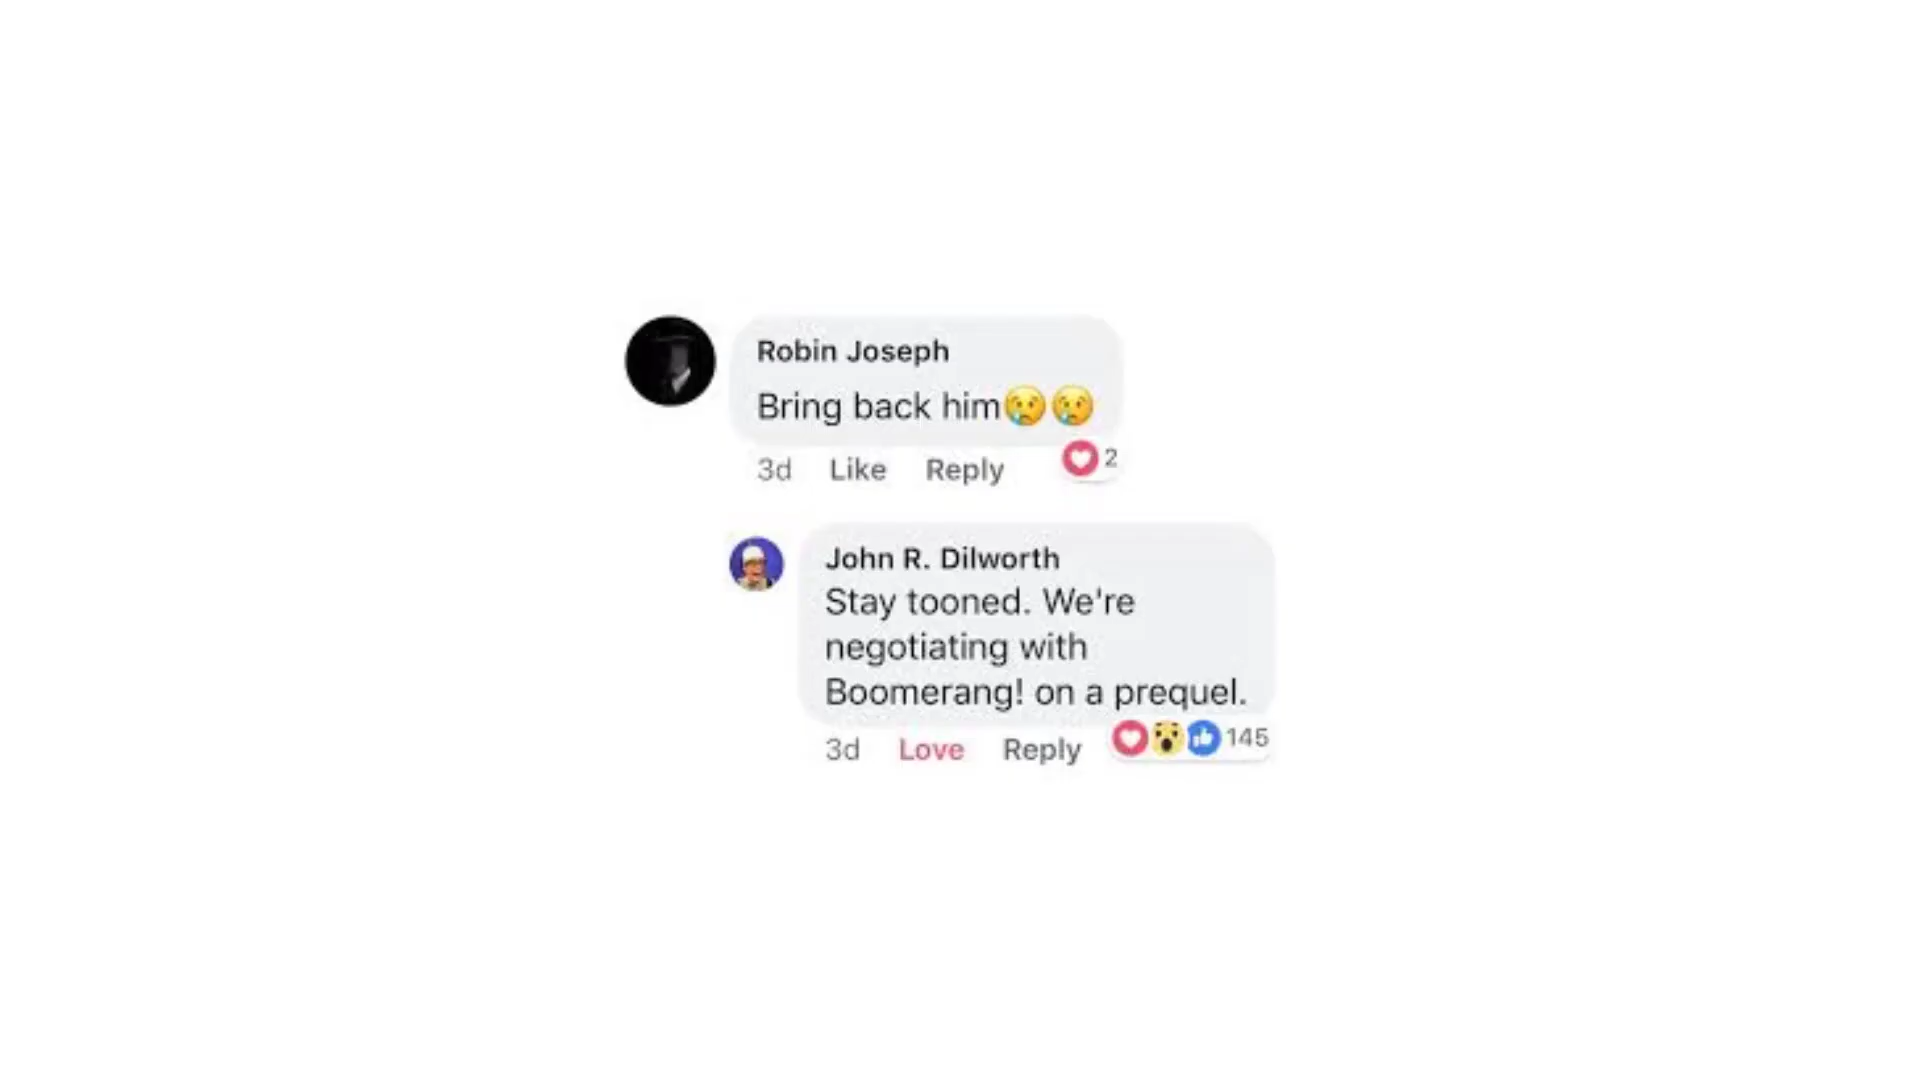 Robin Joseph
Bring back him😢😢
3d Like Reply 2
John R. Dilworth
Stay tooned. We're
negotiating with
Boomerang! on a prequel.
3d Love Reply 145